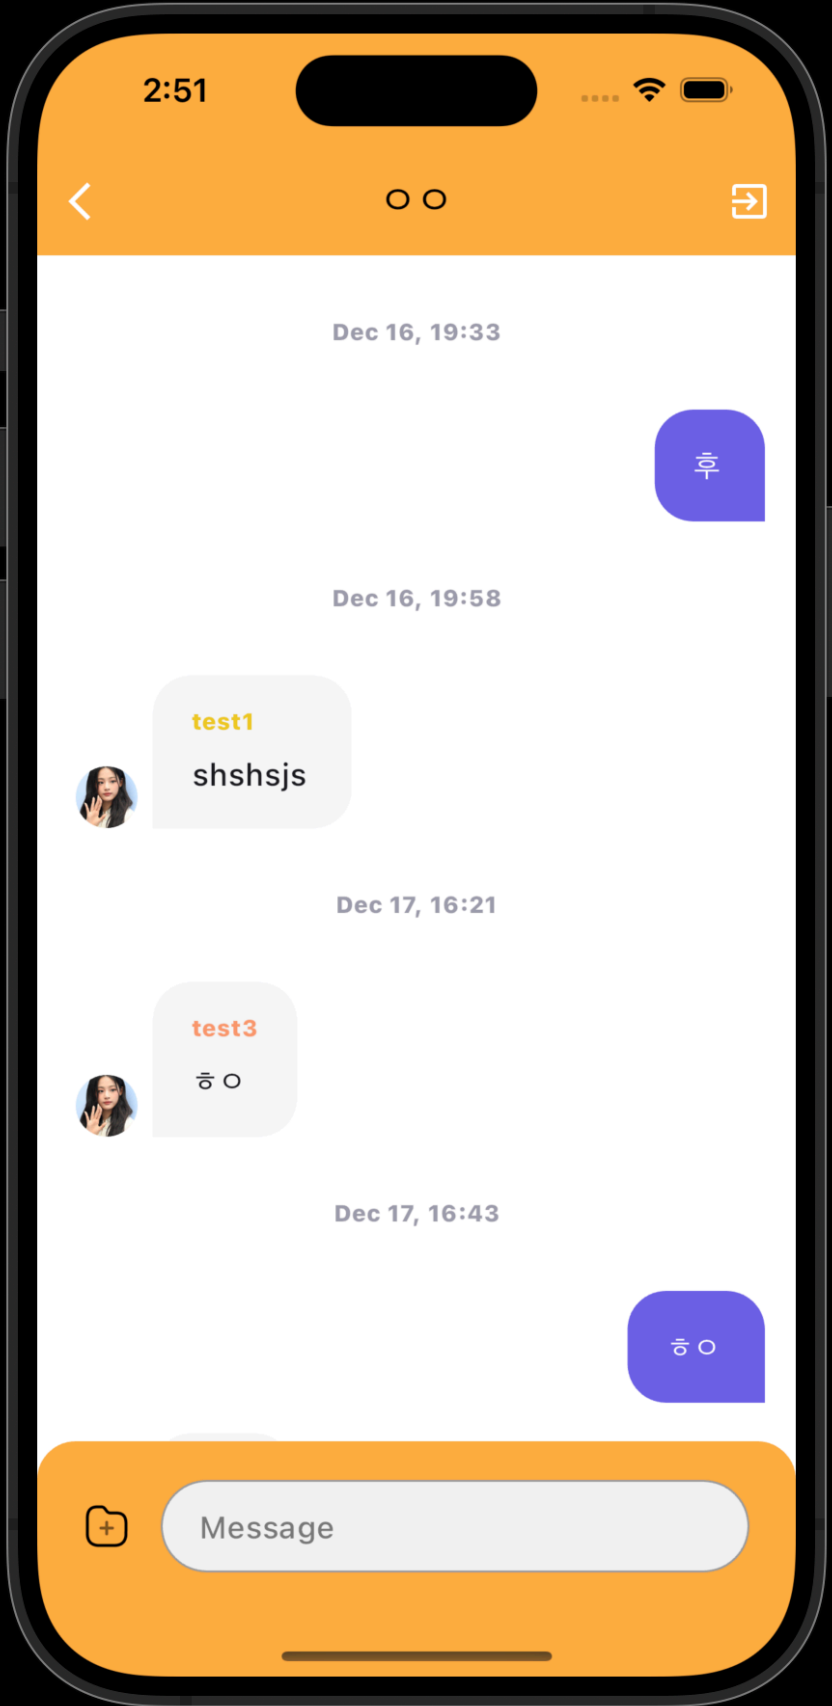 2:51
ㅇㅇ
Dec 16, 19:33
후
Dec 16, 19:58
test1
shshsjs
Dec 17, 16:21
test3
ㅎㅇ
Dec 17, 16:43
ㅎㅇ
Message